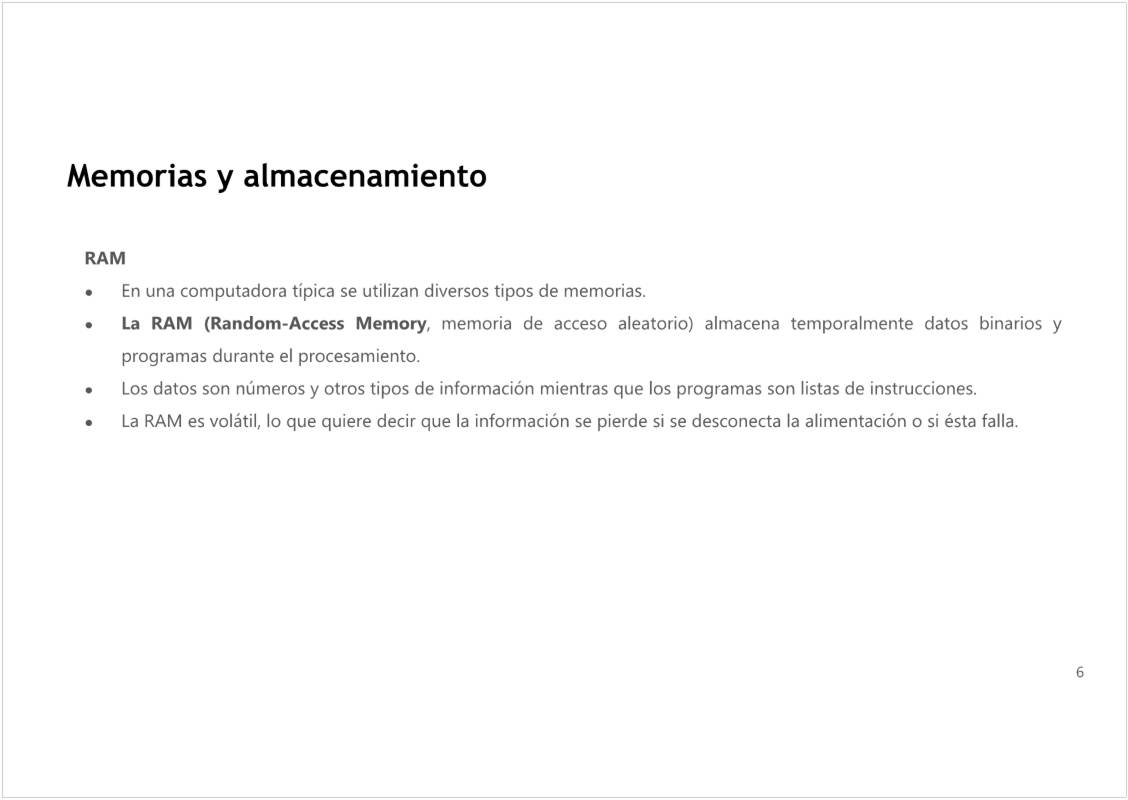 Memorias y almacenamiento
RAM
● En una computadora típica se utilizan diversos tipos de memorias.
● La RAM (Random-Access Memory, memoria de acceso aleatorio) almacena temporalmente datos binarios y
programas durante el procesamiento.
● Los datos son números y otros tipos de información mientras que los programas son listas de instrucciones.
● La RAM es volátil, lo que quiere decir que la información se pierde si se desconecta la alimentación o si ésta falla.
6